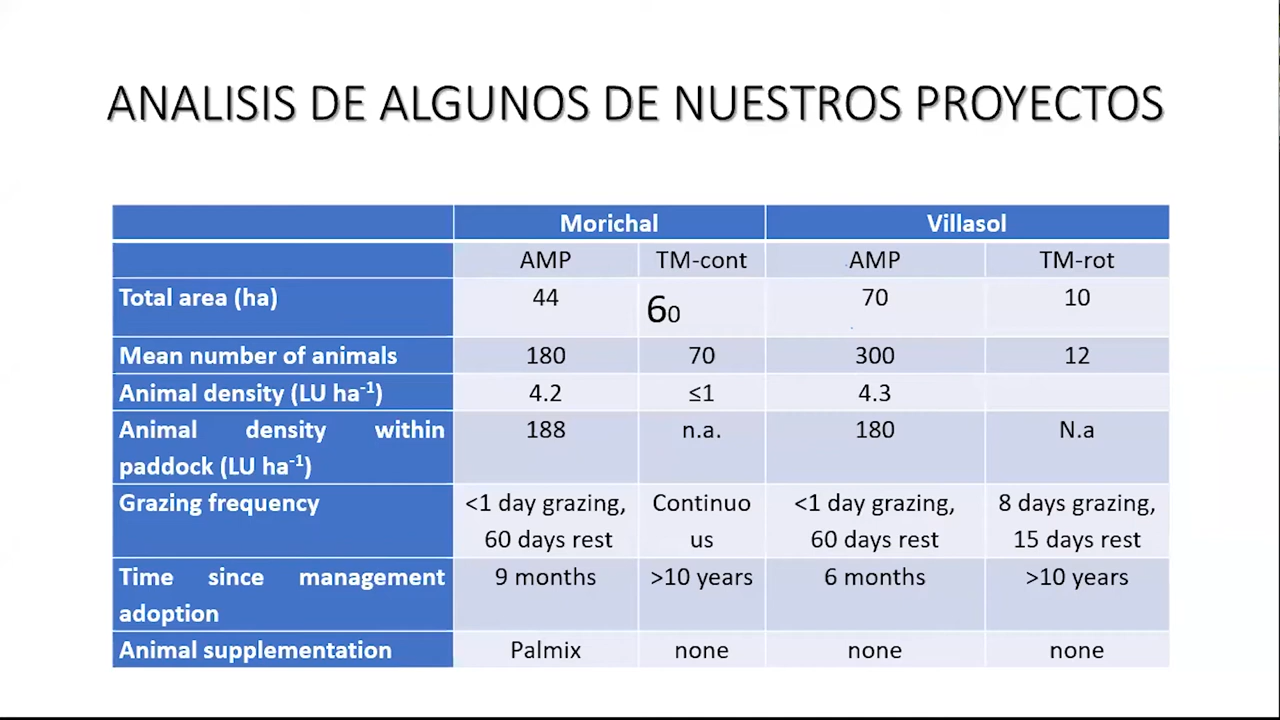 ANALISIS DE ALGUNOS DE NUESTROS PROYECTOS
Morichal Villasol
AMP TM-cont AMP TM-rot
Total area (ha) 44 60 70 10
Mean number of animals 180 70 300 12
Animal density (LU ha⁻¹) 4.2 ≤1 4.3
Animal density within 188 n.a. 180 N.a
paddock (LU ha⁻¹)
Grazing frequency <1 day grazing, Continuo <1 day grazing, 8 days grazing,
60 days rest us 60 days rest 15 days rest
Time since management 9 months >10 years 6 months >10 years
adoption
Animal supplementation Palmix none none none